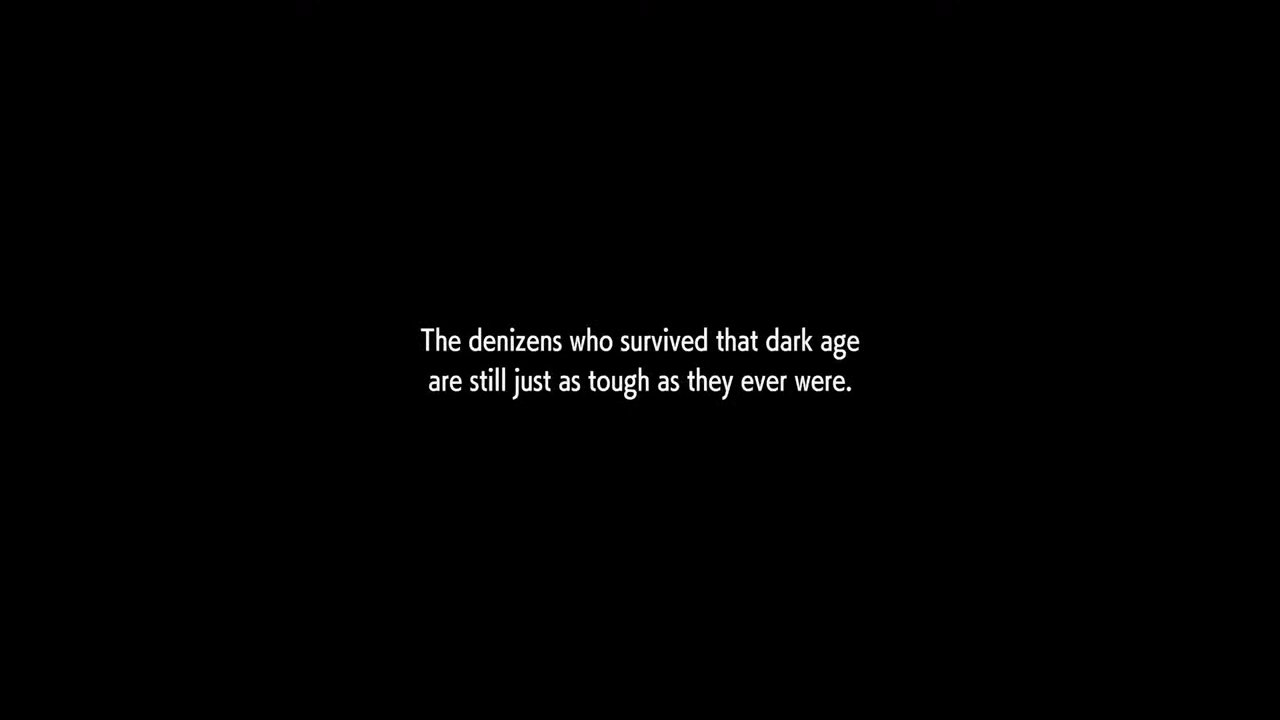 The denizens who survived that dark age
are still just as tough as they ever were.